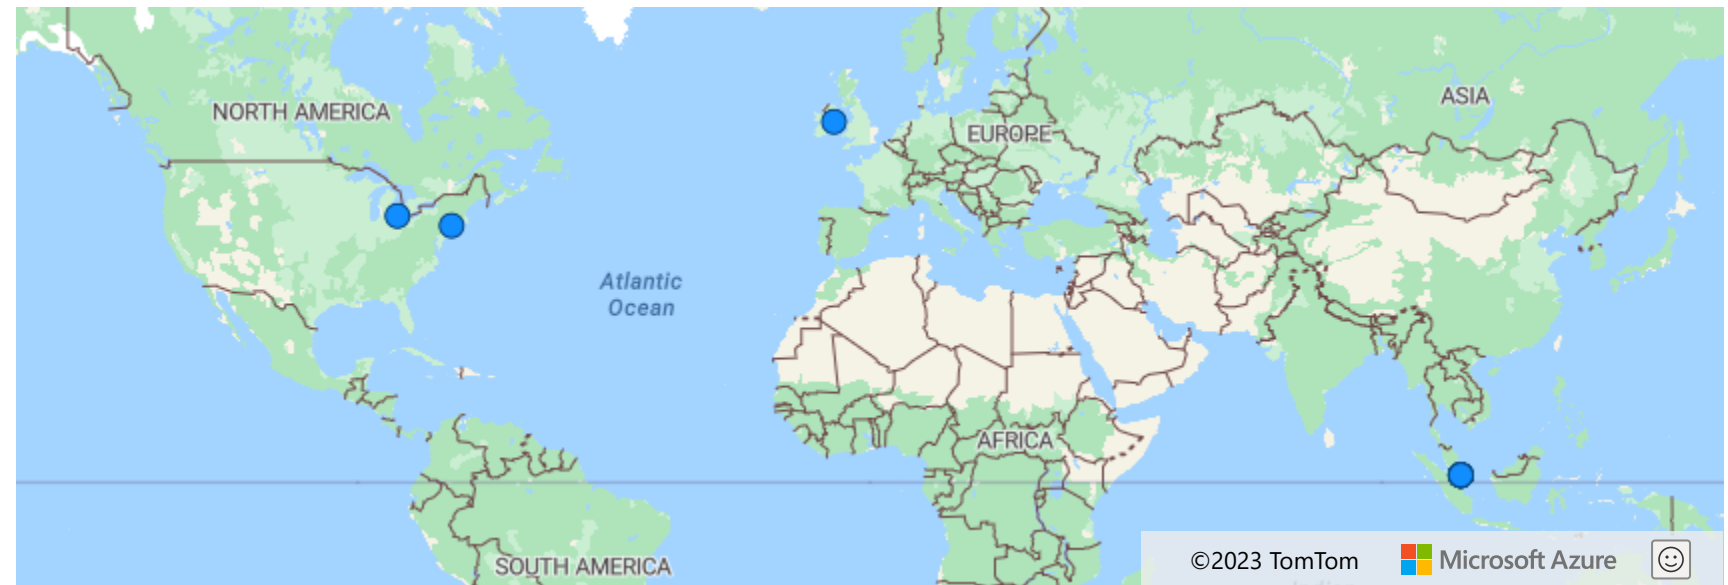 NORTH AMERICA
ASIA
EUROPE
Atlantic
Ocean
AFRICA
SOUTH AMERICA
©2023 TomTom
Microsoft Azure